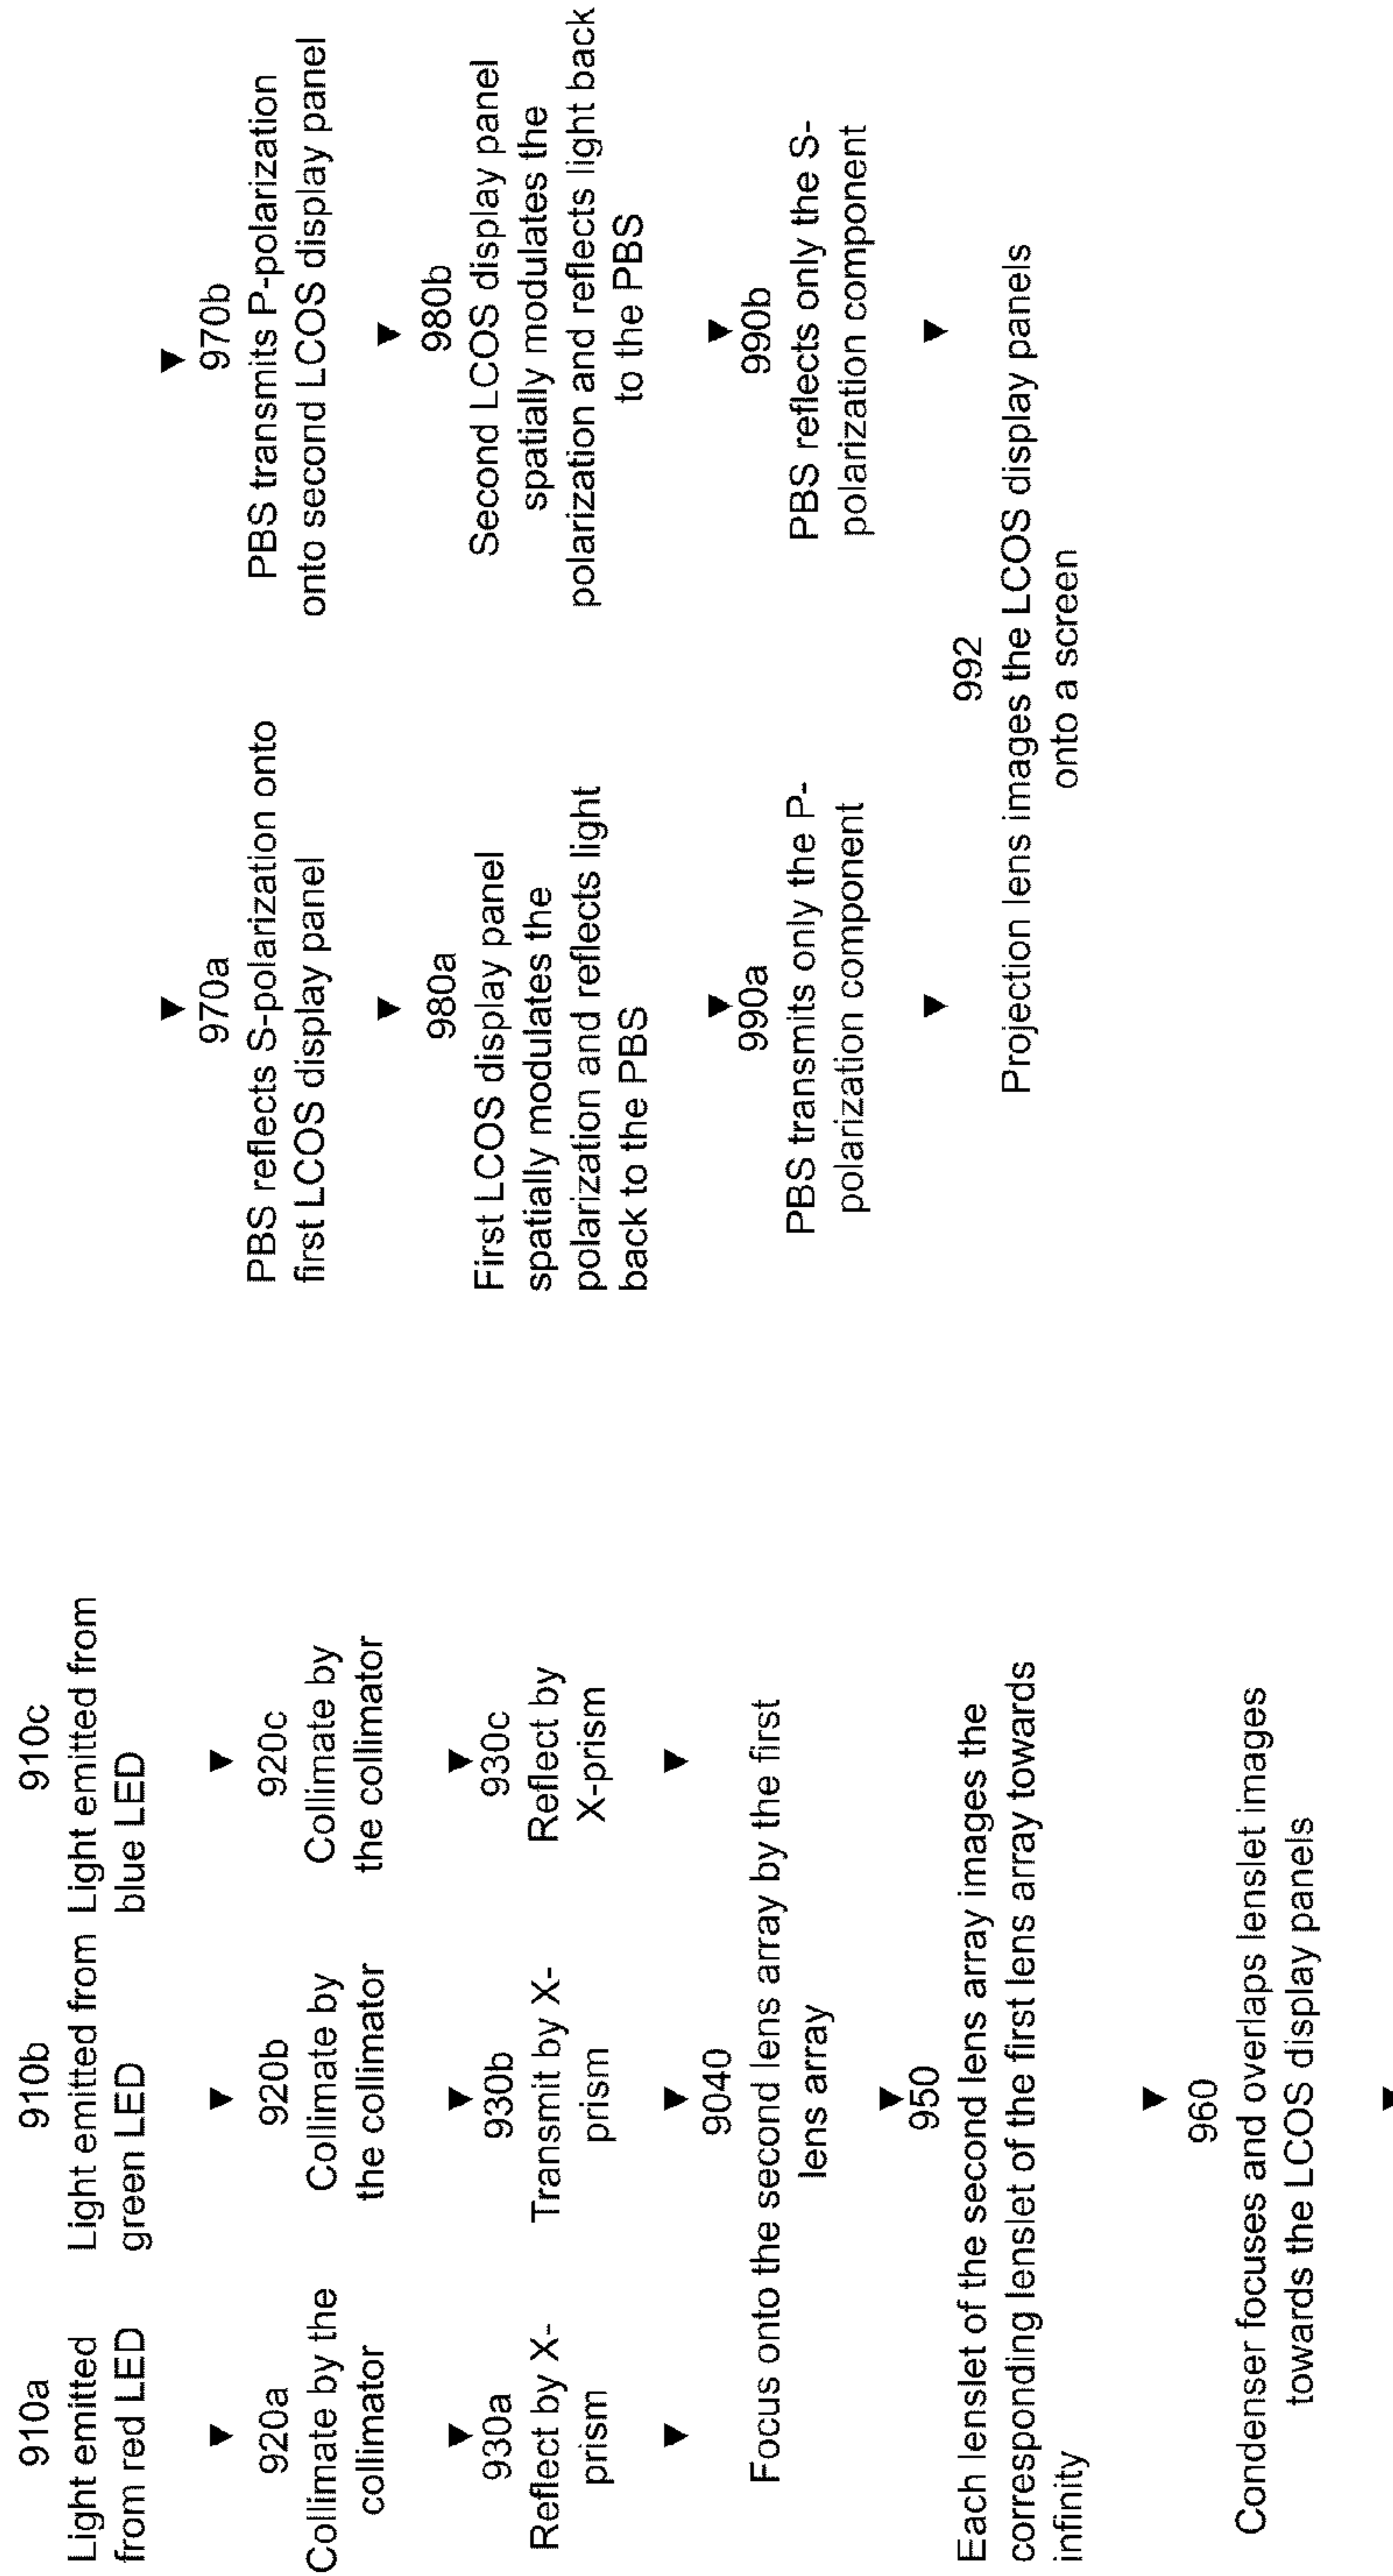 910a
Light emitted
from red LED
910b
Light emitted from
green LED
910c
Light emitted from
blue LED
920a
Collimate by the
collimator
920b
Collimate by
the collimator
920c
Collimate by
the collimator
930a
Reflect by X-
prism
930b
Transmit by X-
prism
930c
Reflect by
X-prism
9040
Focus onto the second lens array by the first
lens array
950
Each lenslet of the second lens array images the
corresponding lenslet of the first lens array towards
infinity
960
Condenser focuses and overlaps lenslet images
towards the LCOS display panels
970a
PBS reflects S-polarization onto
first LCOS display panel
970b
PBS transmits P-polarization
onto second LCOS display panel
980a
First LCOS display panel
spatially modulates the
polarization and reflects light
back to the PBS
980b
Second LCOS display panel
spatially modulates the
polarization and reflects light back
to the PBS
990a
PBS transmits only the P-
polarization component
990b
PBS reflects only the S-
polarization component
992
Projection lens images the LCOS display panels
onto a screen